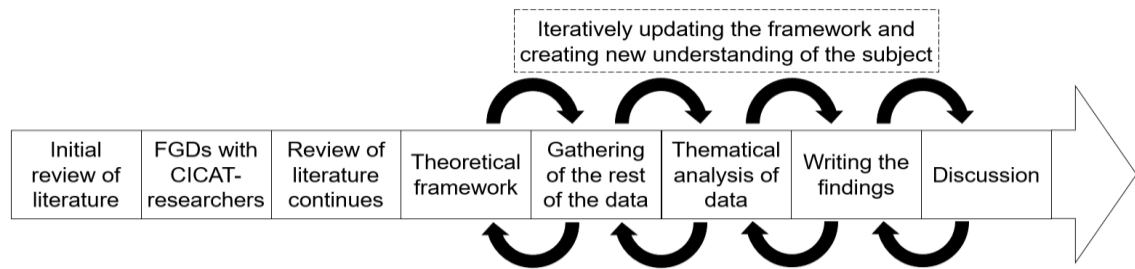 Iteratively updating the framework and
creating new understanding of the subject
Initial
review of
literature
FGDs with
CICAT-
researchers
Review of
literature
continues
Theoretical
framework
Gathering
of the rest
of the data
Thematical
analysis of
data
Writing the
findings
Discussion